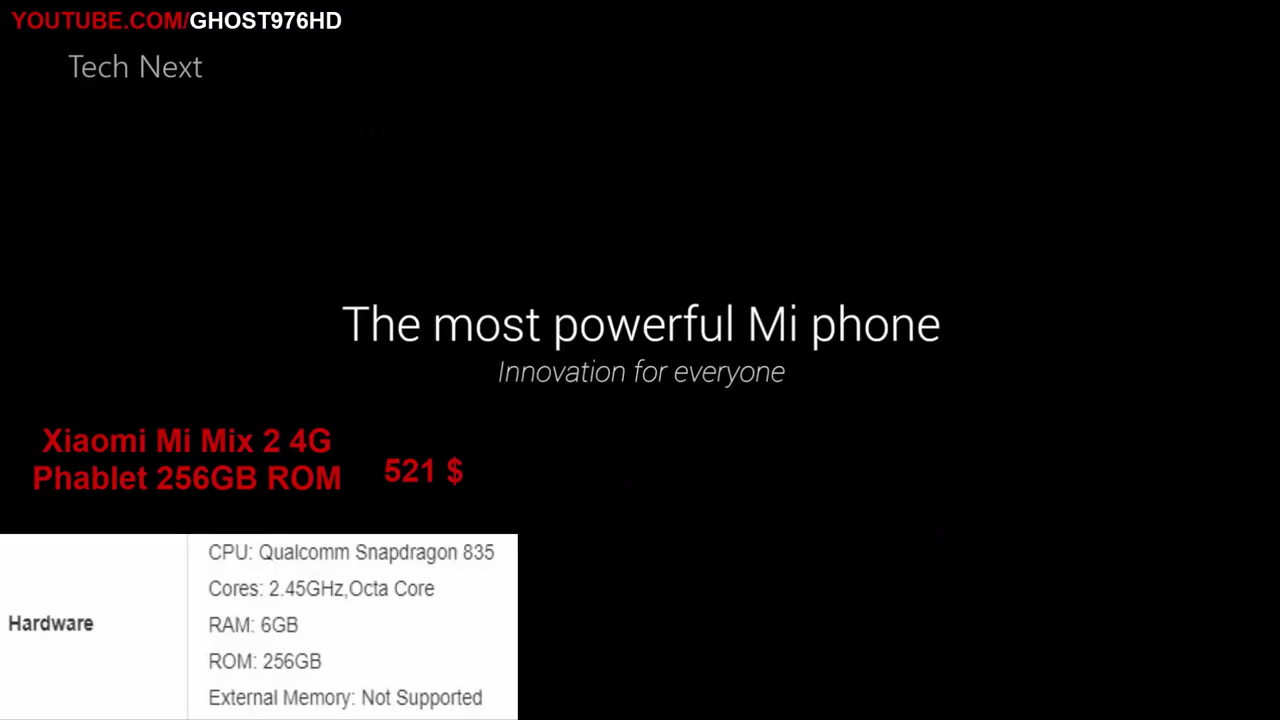 YOUTUBE.COM/GHOST976HD
Tech Next
The most powerful Mi phone
Innovation for everyone
Xiaomi Mi Mix 2 4G
Phablet 256GB ROM
521 $
Hardware
CPU: Qualcomm Snapdragon 835
Cores: 2.45GHz,Octa Core
RAM: 6GB
ROM: 256GB
External Memory: Not Supported